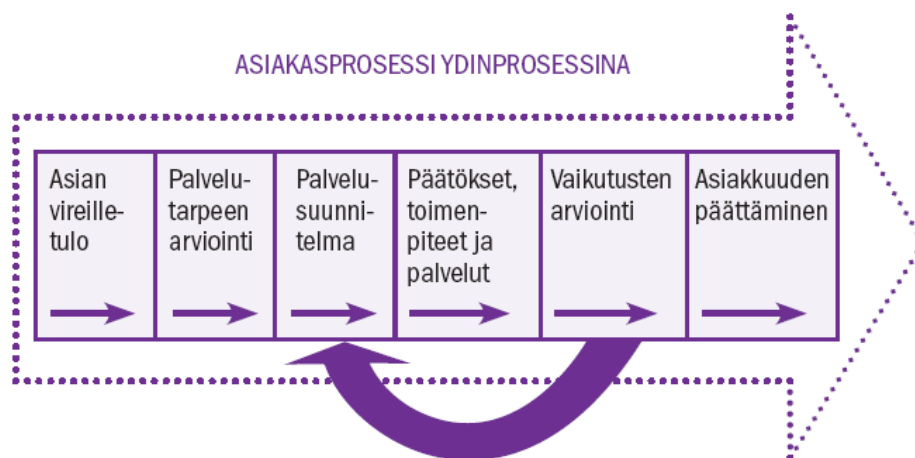 ASIAKASPROSESSI YDINPROSESSINA
Asian
vireille-
tulo
Palvelu-
tarpeen
arviointi
Palvelu-
suunni-
telma
Päätökset,
toimen-
piteet ja
palvelut
Vaikutusten
arviointi
Asiakkuuden
päättäminen